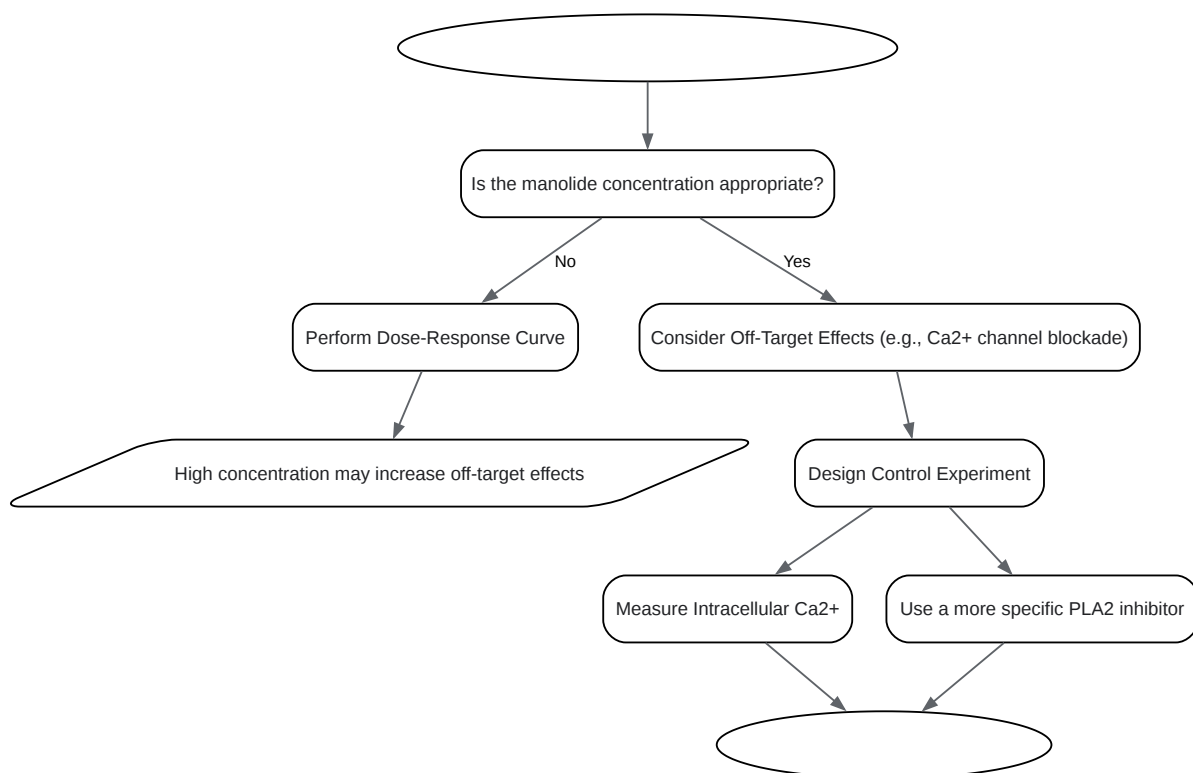 Is the manolide concentration appropriate?
No
Yes
Perform Dose-Response Curve
Consider Off-Target Effects (e.g., Ca2+ channel blockade)
High concentration may increase off-target effects
Design Control Experiment
Measure Intracellular Ca2+
Use a more specific PLA2 inhibitor